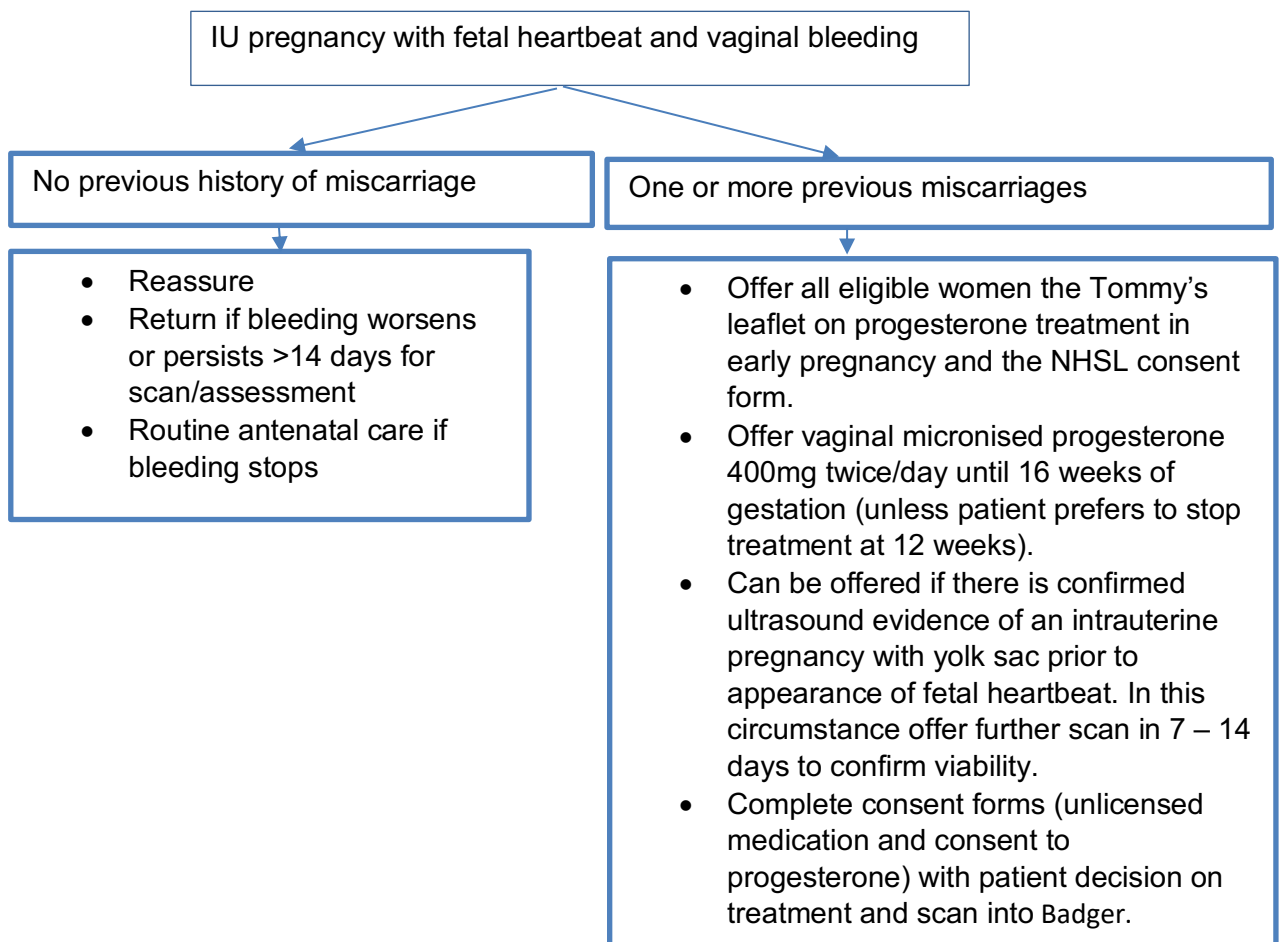 IU pregnancy with fetal heartbeat and vaginal bleeding
No previous history of miscarriage
• Reassure
• Return if bleeding worsens
or persists >14 days for
scan/assessment
• Routine antenatal care if
bleeding stops
One or more previous miscarriages
• Offer all eligible women the Tommy’s
leaflet on progesterone treatment in
early pregnancy and the NHSL consent
form.
• Offer vaginal micronised progesterone
400mg twice/day until 16 weeks of
gestation (unless patient prefers to stop
treatment at 12 weeks).
• Can be offered if there is confirmed
ultrasound evidence of an intrauterine
pregnancy with yolk sac prior to
appearance of fetal heartbeat. In this
circumstance offer further scan in 7 – 14
days to confirm viability.
• Complete consent forms (unlicensed
medication and consent to
progesterone) with patient decision on
treatment and scan into Badger.